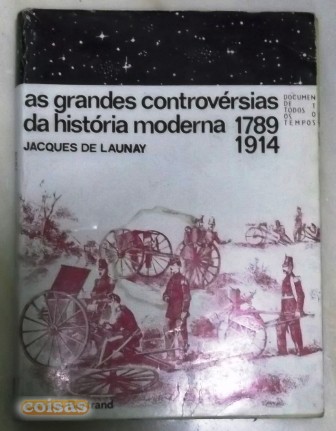 as grandes controvérsias
da história moderna 1789
JACQUES DE LAUNAY 1914
DOCUMEN
T
DE
TODOS O
OS
TEMPOS
coisas
rand